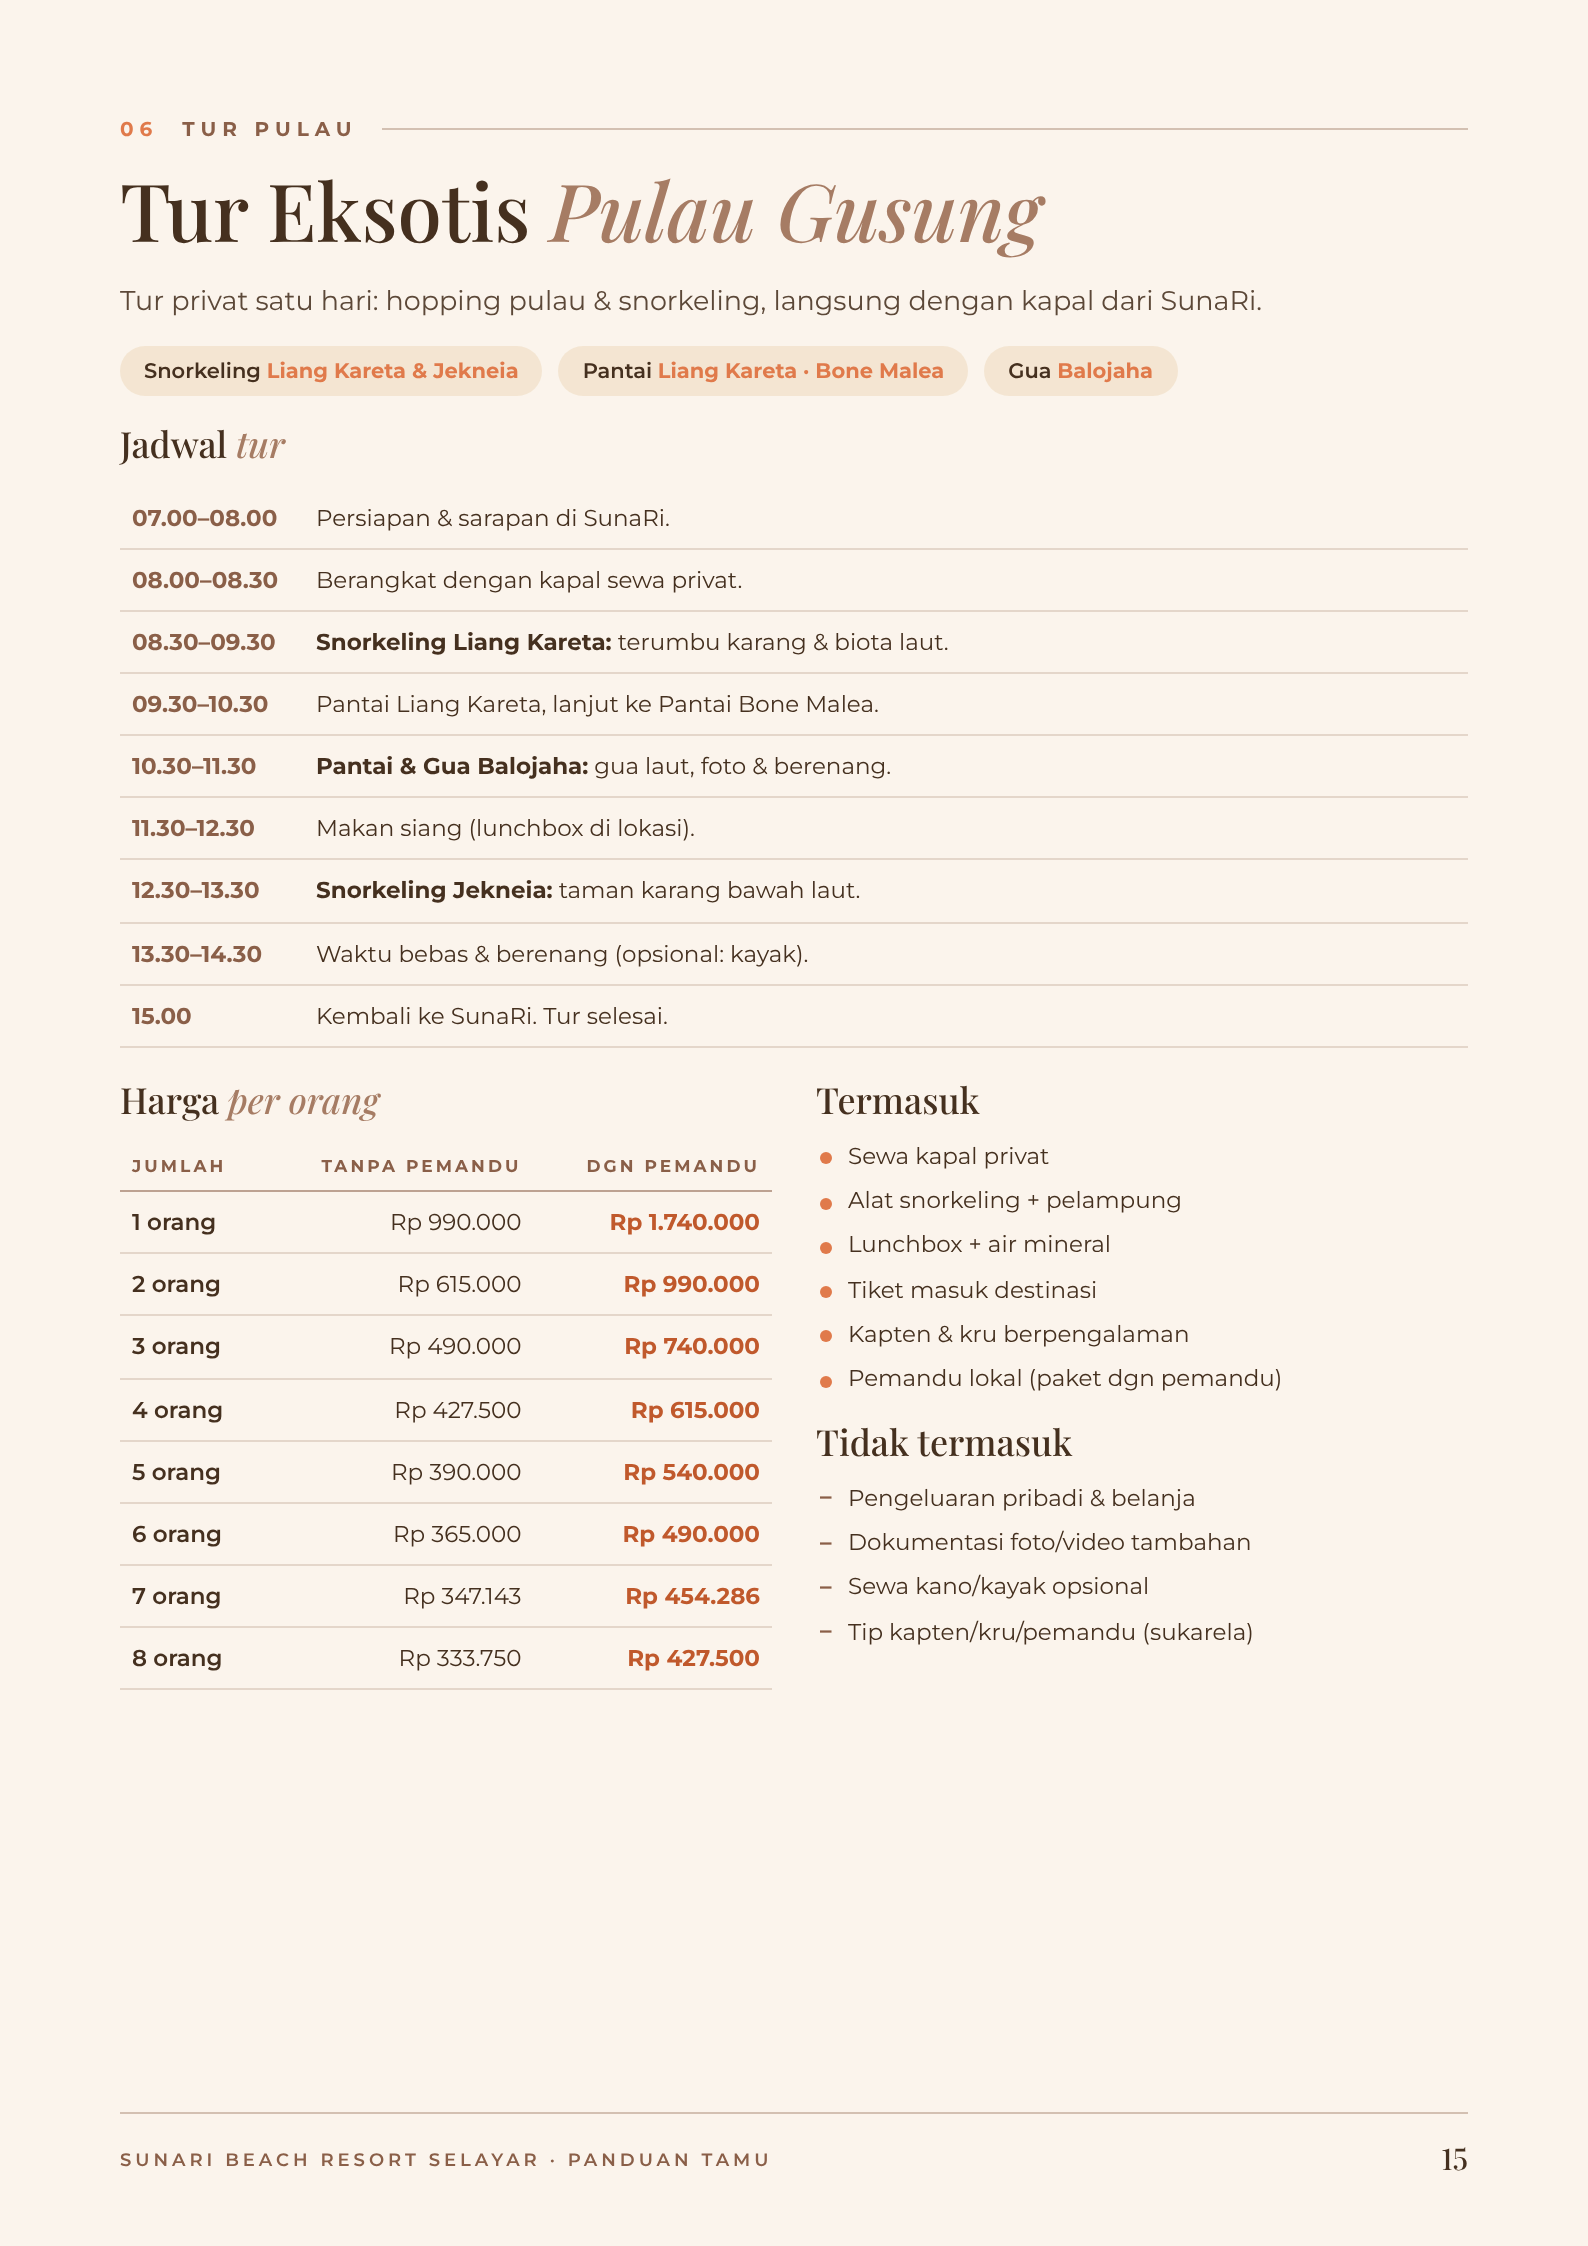 06 TUR PULAU
Tur Eksotis Pulau Gusung
Tur privat satu hari: hopping pulau & snorkeling, langsung dengan kapal dari SunaRi.
Snorkeling Liang Kareta & Jekneia
Pantai Liang Kareta · Bone Malea
Gua Balojaha
Jadwal tur
07.00–08.00 Persiapan & sarapan di SunaRi.
08.00–08.30 Berangkat dengan kapal sewa privat.
08.30–09.30 Snorkeling Liang Kareta: terumbu karang & biota laut.
09.30–10.30 Pantai Liang Kareta, lanjut ke Pantai Bone Malea.
10.30–11.30 Pantai & Gua Balojaha: gua laut, foto & berenang.
11.30–12.30 Makan siang (lunchbox di lokasi).
12.30–13.30 Snorkeling Jekneia: taman karang bawah laut.
13.30–14.30 Waktu bebas & berenang (opsional: kayak).
15.00 Kembali ke SunaRi. Tur selesai.
Harga per orang
JUMLAH TANPA PEMANDU DGN PEMANDU
1 orang Rp 990.000 Rp 1.740.000
2 orang Rp 615.000 Rp 990.000
3 orang Rp 490.000 Rp 740.000
4 orang Rp 427.500 Rp 615.000
5 orang Rp 390.000 Rp 540.000
6 orang Rp 365.000 Rp 490.000
7 orang Rp 347.143 Rp 454.286
8 orang Rp 333.750 Rp 427.500
Termasuk
Sewa kapal privat
Alat snorkeling + pelampung
Lunchbox + air mineral
Tiket masuk destinasi
Kapten & kru berpengalaman
Pemandu lokal (paket dgn pemandu)
Tidak termasuk
– Pengeluaran pribadi & belanja
– Dokumentasi foto/video tambahan
– Sewa kano/kayak opsional
– Tip kapten/kru/pemandu (sukarela)
SUNARI BEACH RESORT SELAYAR · PANDUAN TAMU
15